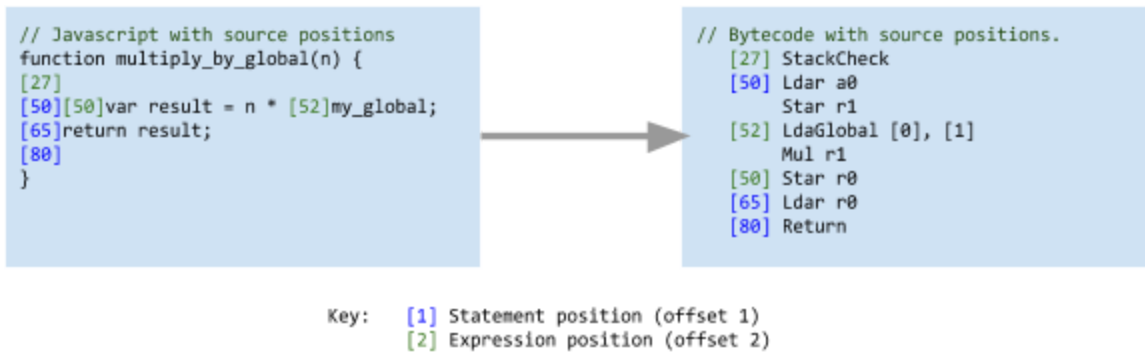 // Javascript with source positions
function multiply_by_global(n) {
[27]
[50][50]var result = n * [52]my_global;
[65]return result;
[80]
}
// Bytecode with source positions.
[27] StackCheck
[50] Ldar a0
Star r1
[52] LdaGlobal [0], [1]
Mul r1
[50] Star r0
[65] Ldar r0
[80] Return
Key: [1] Statement position (offset 1)
[2] Expression position (offset 2)